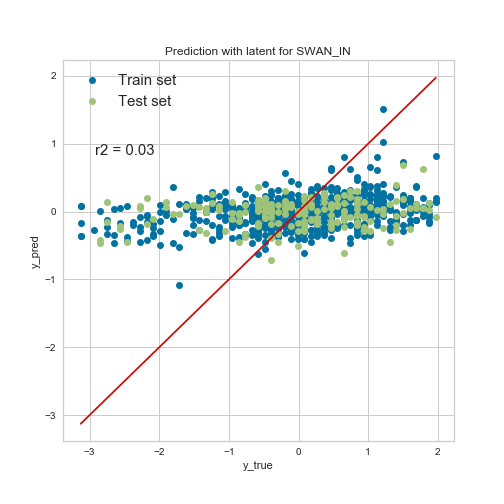 Prediction with latent for SWAN_IN
Train set
Test set
r2 = 0.03
2
1
0
−1
−2
−3
y_pred
−3 −2 −1 0 1 2
y_true